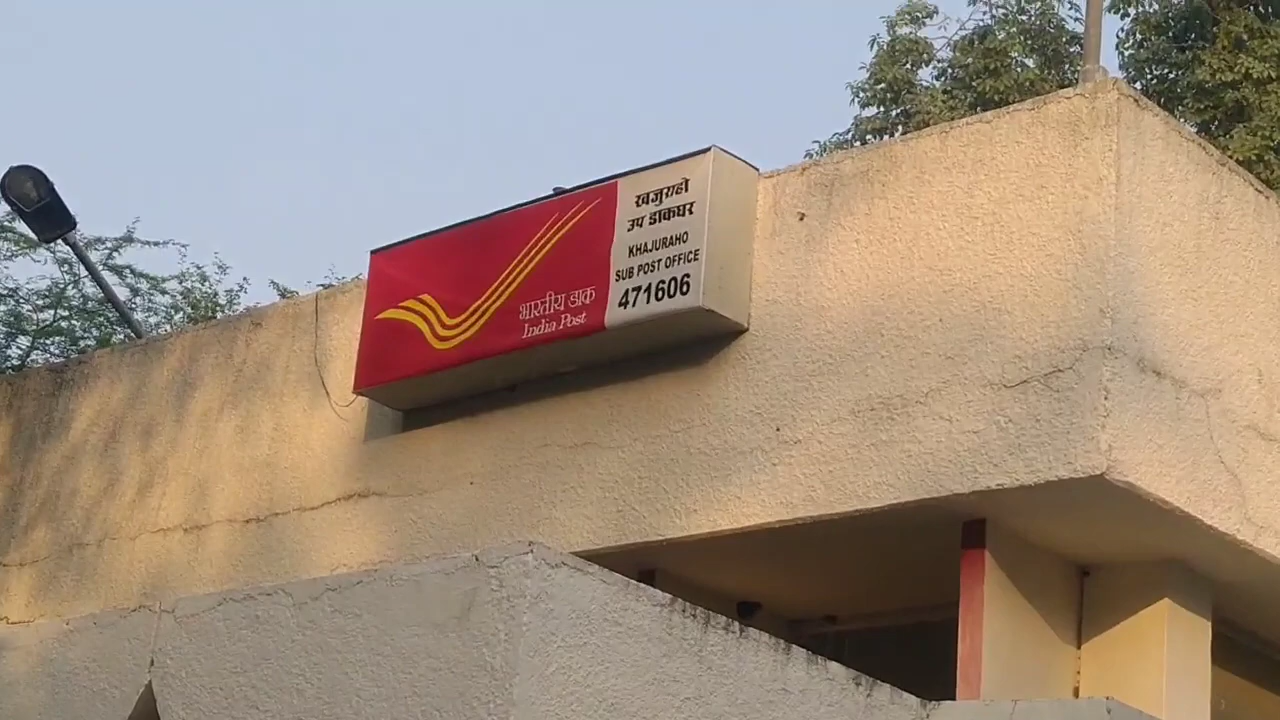 भारतीय डाक
India Post
खजुराहो
उप डाकघर
KHAJURAHO
SUB POST OFFICE
471606